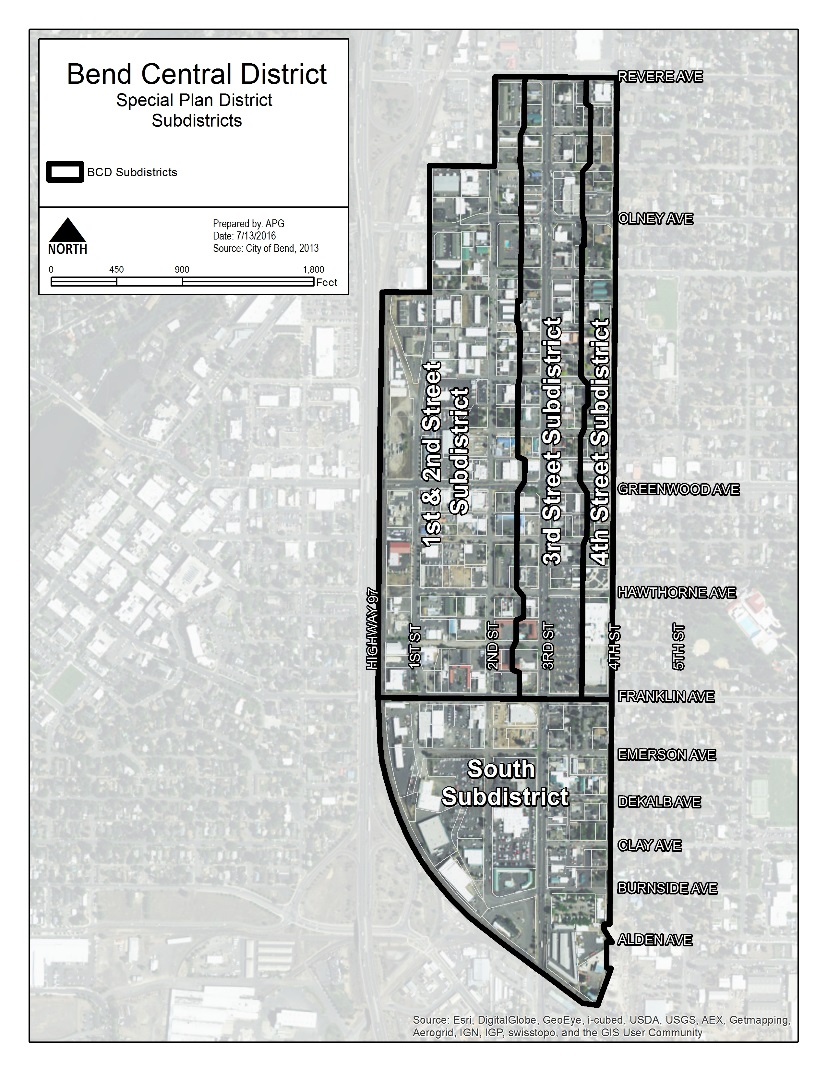 Bend Central District
Special Plan District
Subdistricts
BCD Subdistricts
NORTH
Prepared by: APG
Date: 7/13/2016
Source: City of Bend, 2013
0 450 900 1,800
Feet
REVERE AVE
OLNEY AVE
1st & 2nd Street
Subdistrict
3rd Street Subdistrict
4th Street Subdistrict
GREENWOOD AVE
HAWTHORNE AVE
HIGHWAY 97
1ST ST
2ND ST
3RD ST
4TH ST
5TH ST
FRANKLIN AVE
EMERSON AVE
South
Subdistrict
DEKALB AVE
CLAY AVE
BURNSIDE AVE
ALDEN AVE
Source: Esri, DigitalGlobe, GeoEye, i-cubed, USDA, USGS, AEX, Getmapping,
Aerogrid, IGN, IGP, swisstopo, and the GIS User Community